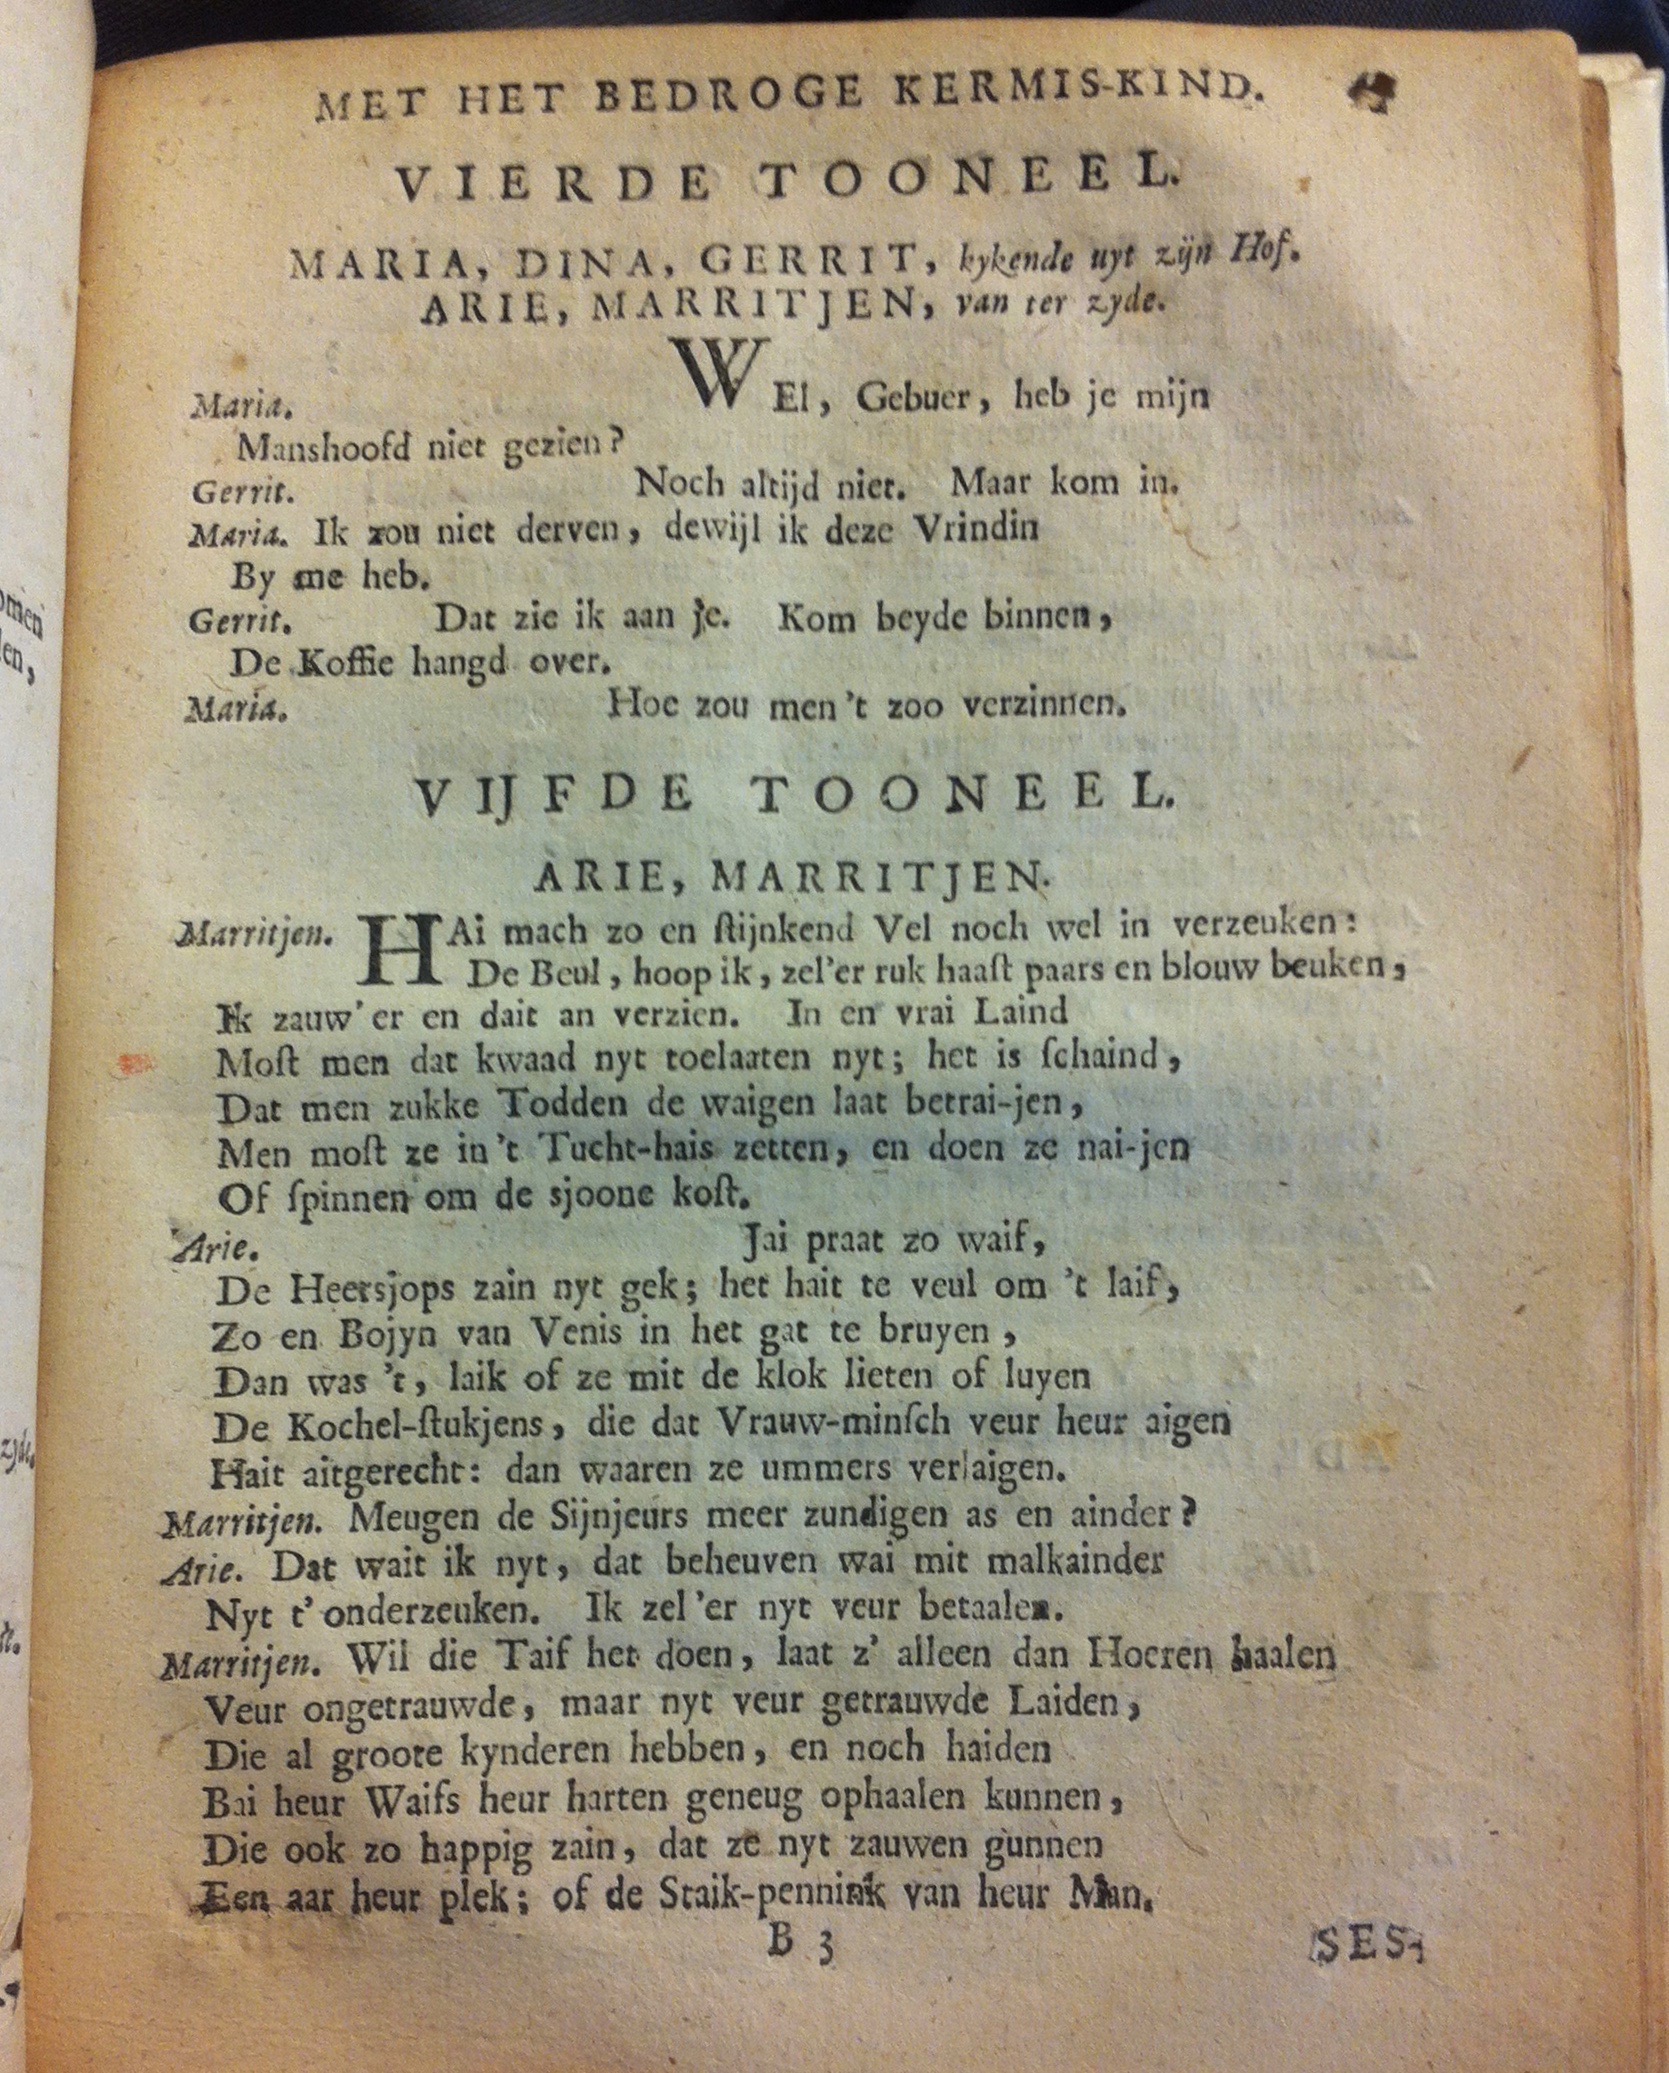 MET HET BEDROGE KERMIS-KIND.
VIERDE TOONEEL.
MARIA, DINA, GERRIT, kykende uyt zijn Hof.
ARIE, MARRITJEN, van ter zyde.
Maria. WEl, Gebuer, heb je mijn
Manshoofd niet gezien?
Gerrit. Noch altijd niet. Maar kom in.
Maria. Ik zou niet derven, dewijl ik deze Vrindin
By me heb.
Gerrit. Dat zie ik aan je. Kom beyde binnen,
De Koffie hangd over.
Maria. Hoe zou men 't zoo verzinnen.
VIJFDE TOONEEL.
ARIE, MARRITJEN.
Marritjen. HAi mach zo en ſtijnkend Vel noch wel in verzeuken:
De Beul, hoop ik, zel'er ruk haaſt paars en blouw beuken,
Ik zauw'er en dait an verzien. In en vrai Laind
Moſt men dat kwaad nyt toelaaten nyt; het is ſchaind,
Dat men zukke Todden de waigen laat betrai-jen,
Men moſt ze in 't Tucht-hais zetten, en doen ze nai-jen
Of ſpinnen om de sjoone koſt.
Arie. Jai praat zo waif,
De Heersjops zain nyt gek; het hait te veul om 't laif,
Zo en Bojyn van Venis in het gat te bruyen,
Dan was 't, laik of ze mit de klok lieten of luyen
De Kochel-ſtukjens, die dat Vrauw-minſch veur heur aigen
Hait aitgerecht: dan waaren ze ummers verlaigen.
Marritjen. Meugen de Sijnjeurs meer zundigen as en ainder?
Arie. Dat wait ik nyt, dat beheuven wai mit malkainder
Nyt t'onderzeuken. Ik zel'er nyt veur betaalen.
Marritjen. Wil die Taif het doen, laat z' alleen dan Hoeren haalen
Veur ongetrauwde, maar nyt veur getrauwde Laiden,
Die al groote kynderen hebben, en noch haiden
Bai heur Waifs heur harten geneug ophaalen kunnen,
Die ook zo happig zain, dat ze nyt zauwen gunnen
Een aar heur plek; of de Staik-pennink van heur Man.
B 3
SES-